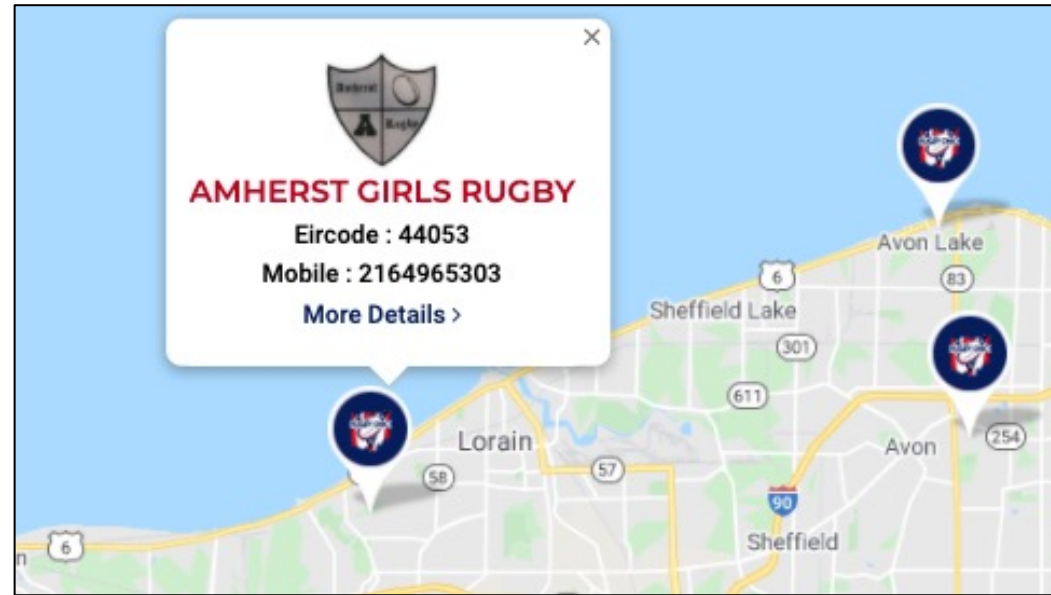 ×
Amherst
A Rugby
AMHERST GIRLS RUGBY
Eircode : 44053
Mobile : 2164965303
More Details >
Avon Lake
6
83
Sheffield Lake
301
611
Lorain
Avon
254
58
57
90
Sheffield
6
n